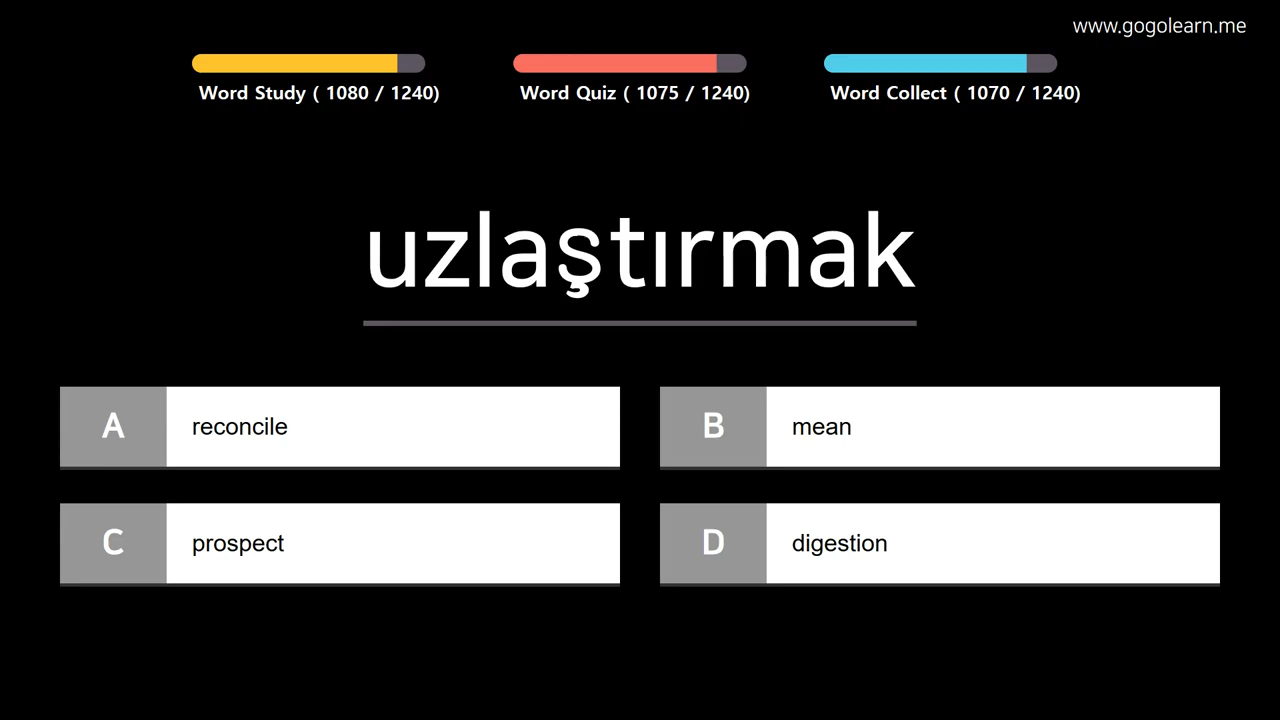 www.gogolearn.me
Word Study ( 1080 / 1240)
Word Quiz ( 1075 / 1240)
Word Collect ( 1070 / 1240)
uzlaştırmak
A reconcile
B mean
C prospect
D digestion